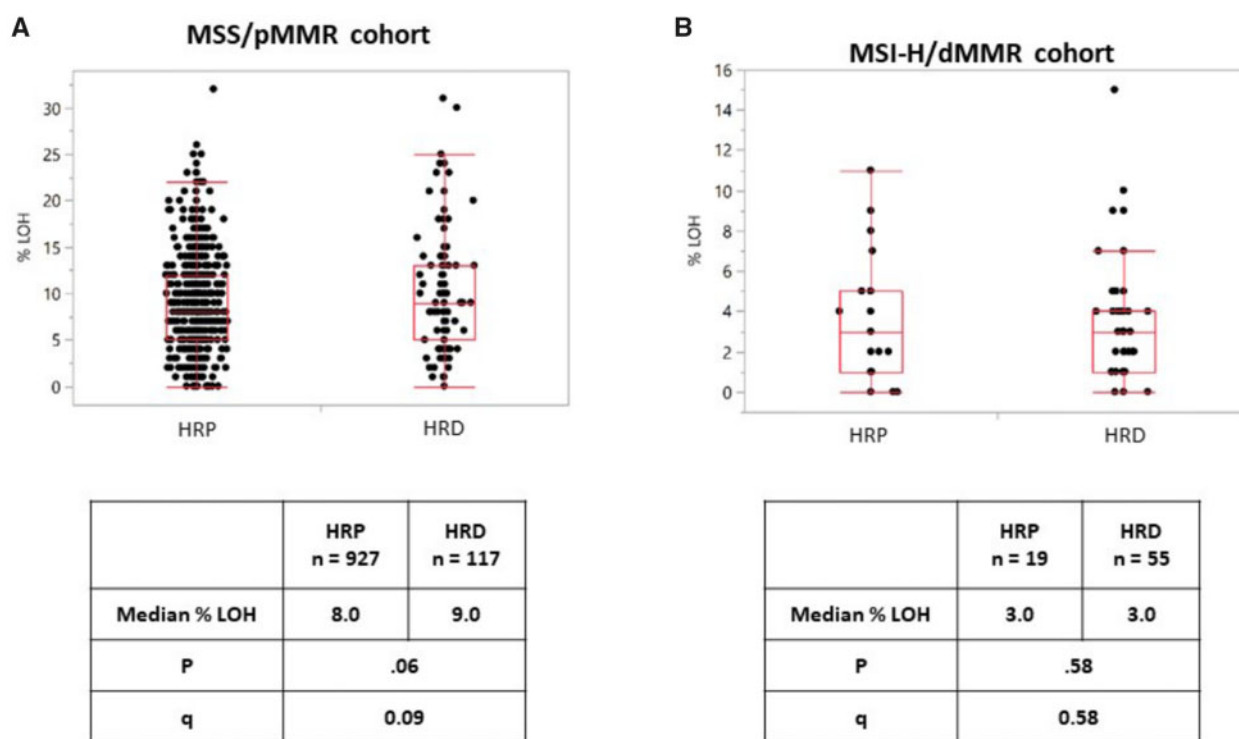 A
MSS/pMMR cohort
% LOH
30
25
20
15
10
5
0
HRP HRD
HRP HRD
n = 927 n = 117
Median % LOH 8.0 9.0
P .06
q 0.09
B
MSI-H/dMMR cohort
% LOH
16
14
12
10
8
6
4
2
0
HRP HRD
HRP HRD
n = 19 n = 55
Median % LOH 3.0 3.0
P .58
q 0.58